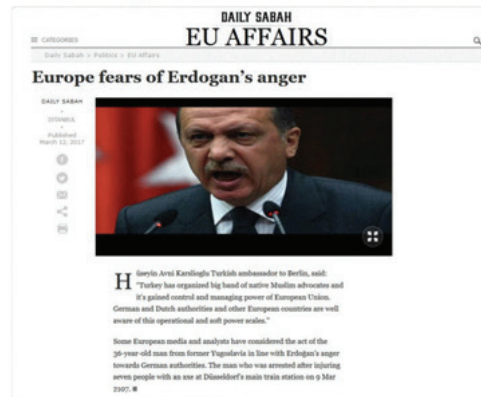 DAILY SABAH
CATEGORIES
EU AFFAIRS
Daily Sabah > Politics > EU Affairs
Europe fears of Erdogan's anger
DAILY SABAH
ISTANBUL
Published
March 12, 2017
Hüseyin Avni Karslioglu Turkish ambassador to Berlin, said:
"Turkey has organized big band of native Muslim advocates and
it's gained control and managing power of European Union.
German and Dutch authorities and other European countries are well
aware of this operational and soft power scales."
Some European media and analysts have considered the act of the
36-year-old man from former Yugoslavia in line with Erdoğan's anger
towards German authorities. The man who was arrested after injuring
seven people with an axe at Düsseldorf's main train station on 9 Mar
2107.